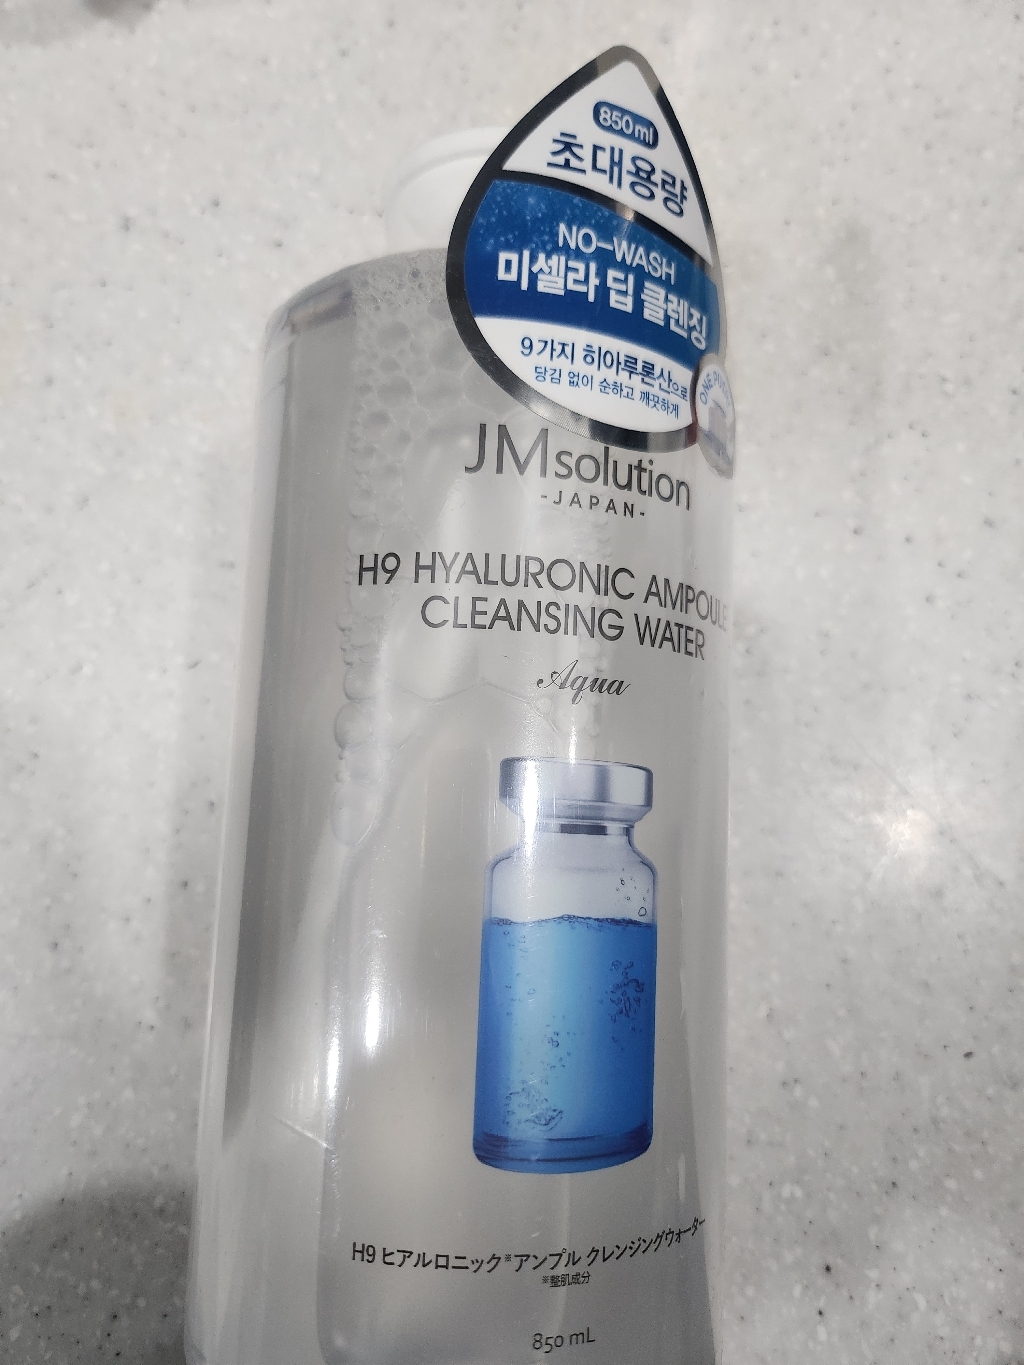 850ml
초대용량
NO-WASH
미셀라 딥 클렌징
9가지 히아루론산으로
당김 없이 순하고 깨끗하게
JMsolution
-JAPAN-
H9 HYALURONIC AMPOULE
CLEANSING WATER
Aqua
H9 ヒアルロニック※アンプル クレンジングウォーター
※整肌成分
850 mL